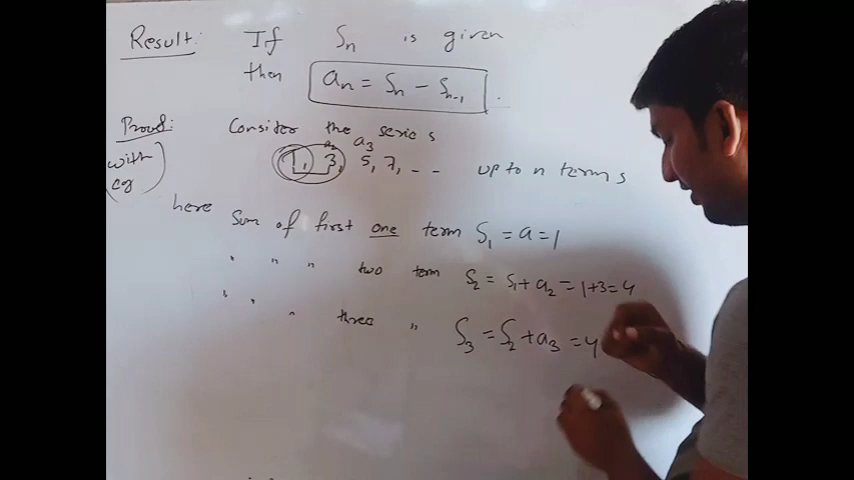 Result: If Sn is given
then an = Sn - Sn-1 .
Proof: Consider the series
(with eg) a2 a3
1, 3, 5, 7, - - up to n terms
here Sum of first one term S1 = a = 1
" " " two term S2 = S1 + a2 = 1+3=4
" " " three " S3 = S2 + a3 = 4